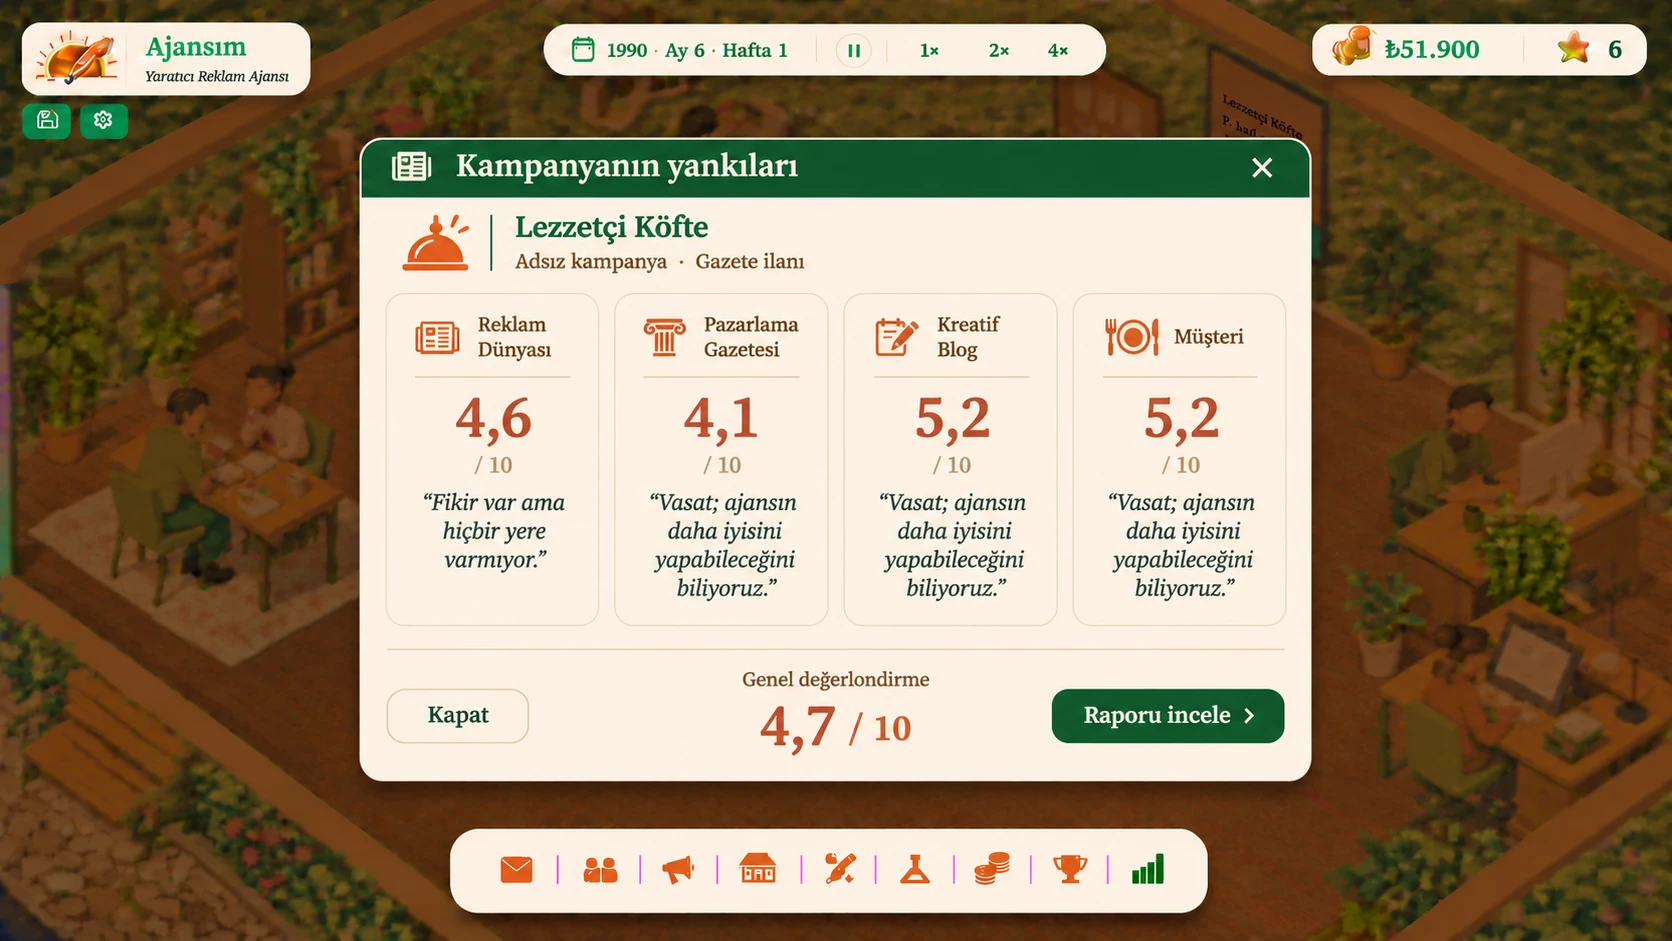 Ajansım
Yaratıcı Reklam Ajansı
1990 · Ay 6 · Hafta 1
1×
2×
4×
₺51.900
6
Lezzetçi Köfte
Kampanyanın yankıları
Lezzetçi Köfte
Adsız kampanya · Gazete ilanı
Reklam
Dünyası
4,6
/ 10
“Fikir var ama
hiçbir yere
varmıyor.”
Pazarlama
Gazetesi
4,1
/ 10
“Vasat; ajansın
daha iyisini
yapabileceğini
biliyoruz.”
Kreatif
Blog
5,2
/ 10
“Vasat; ajansın
daha iyisini
yapabileceğini
biliyoruz.”
Müşteri
5,2
/ 10
“Vasat; ajansın
daha iyisini
yapabileceğini
biliyoruz.”
Kapat
Genel değerlondirme
4,7 / 10
Raporu incele